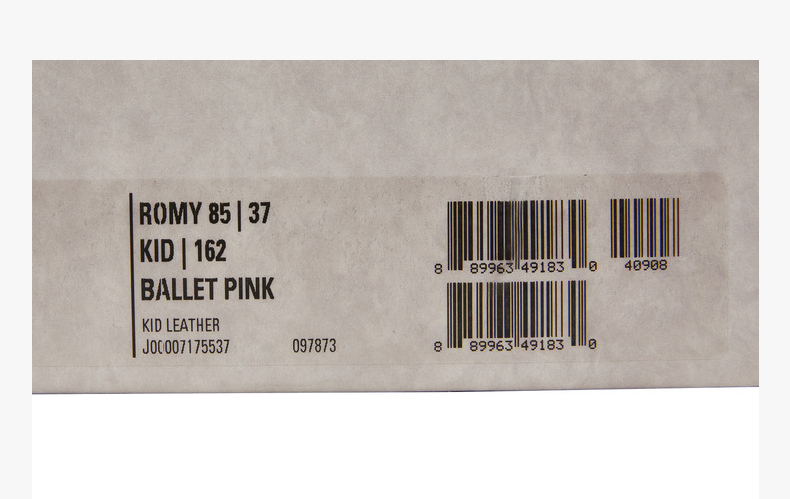 ROMY 85 | 37
KID | 162
BALLET PINK
KID LEATHER
J00007175537 097873
8 89963 49183 0
40908
8 89963 49183 0